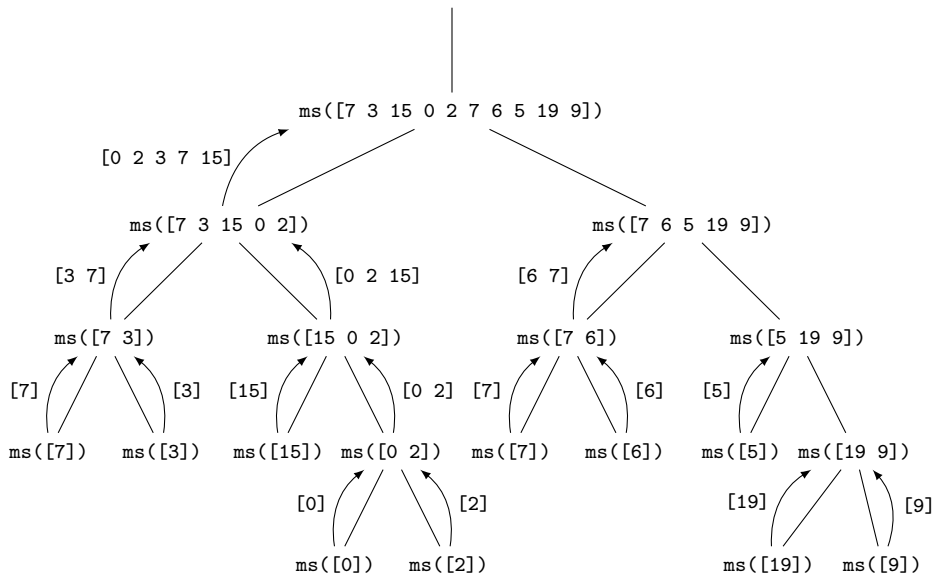 ms([7 3 15 0 2 7 6 5 19 9])
[0 2 3 7 15]
ms([7 3 15 0 2]) ms([7 6 5 19 9])
[3 7] [0 2 15] [6 7]
ms([7 3]) ms([15 0 2]) ms([7 6]) ms([5 19 9])
[7] [3] [15] [0 2] [7] [6] [5]
ms([7]) ms([3]) ms([15]) ms([0 2]) ms([7]) ms([6]) ms([5]) ms([19 9])
[0] [2] [19] [9]
ms([0]) ms([2]) ms([19]) ms([9])